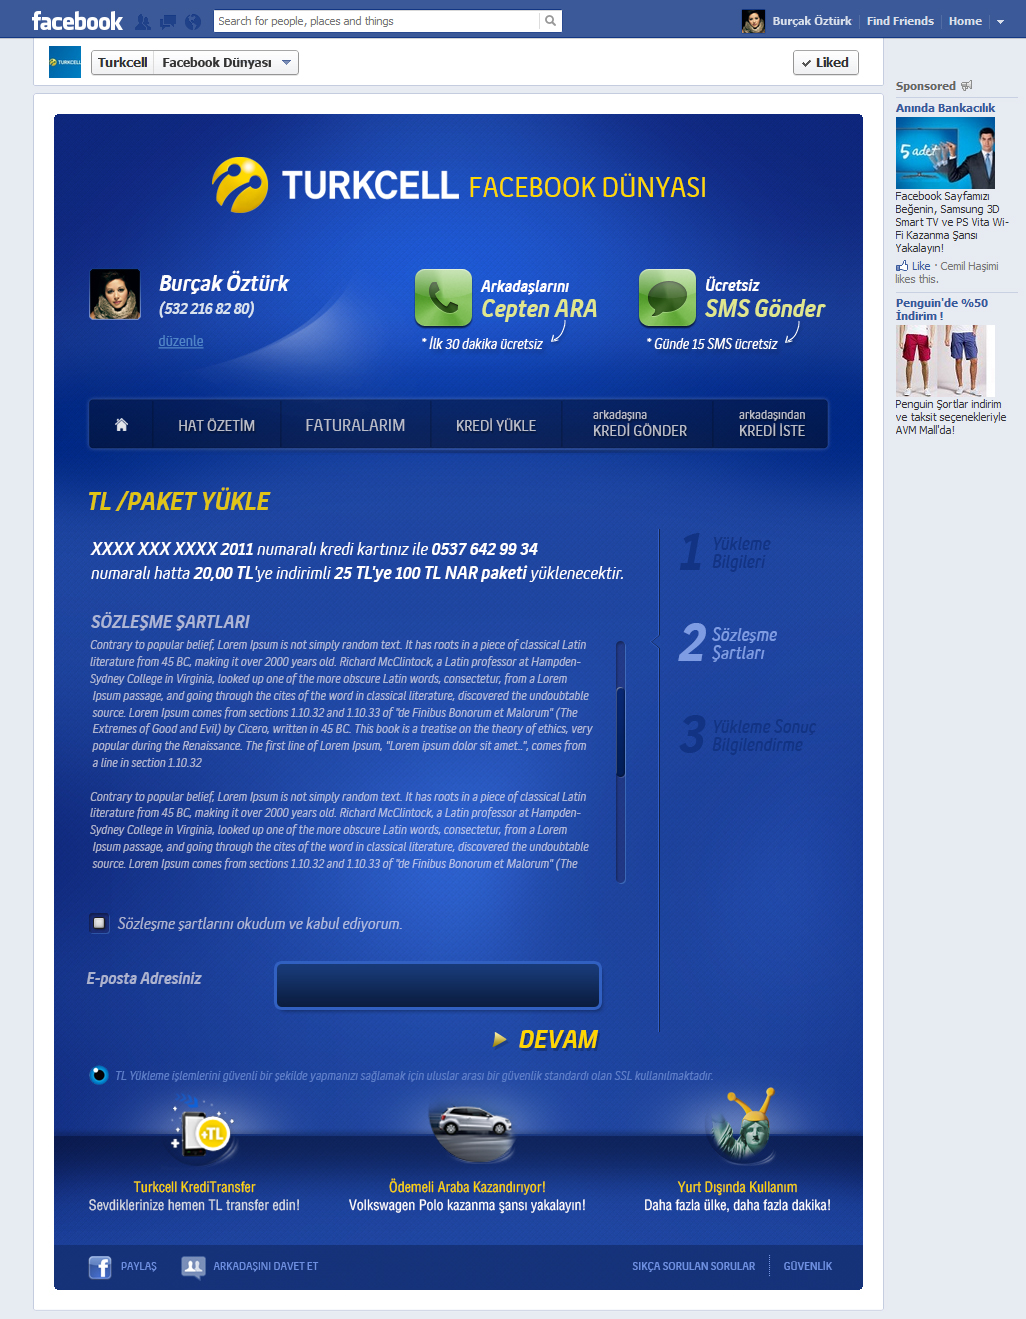 facebook
Search for people, places and things
Burçak Öztürk
Find Friends
Home
TURKCELL
Turkcell
Facebook Dünyası
Liked
Sponsored
Anında Bankacılık
5 adet
Facebook Sayfamızı
Beğenin, Samsung 3D
Smart TV ve PS Vita Wi-
Fi Kazanma Şansı
Yakalayın!
Like · Cemil Haşimi
likes this.
Penguin'de %50
İndirim !
Penguin Şortlar indirim
ve taksit seçenekleriyle
AVM Mall'da!
TURKCELL FACEBOOK DÜNYASI
Burçak Öztürk
(532 216 82 80)
düzenle
Arkadaşlarını
Cepten ARA
* İlk 30 dakika ücretsiz
Ücretsiz
SMS Gönder
* Günde 15 SMS ücretsiz
HAT ÖZETİM
FATURALARIM
KREDİ YÜKLE
arkadaşına
KREDİ GÖNDER
arkadaşından
KREDİ İSTE
TL /PAKET YÜKLE
XXXX XXX XXXX 2011 numaralı kredi kartınız ile 0537 642 99 34
numaralı hatta 20,00 TL'ye indirimli 25 TL'ye 100 TL NAR paketi yüklenecektir.
1 Yükleme
Bilgileri
2 Sözleşme
Şartları
3 Yükleme Sonuç
Bilgilendirme
SÖZLEŞME ŞARTLARI
Contrary to popular belief, Lorem Ipsum is not simply random text. It has roots in a piece of classical Latin
literature from 45 BC, making it over 2000 years old. Richard McClintock, a Latin professor at Hampden-
Sydney College in Virginia, looked up one of the more obscure Latin words, consectetur, from a Lorem
Ipsum passage, and going through the cites of the word in classical literature, discovered the undoubtable
source. Lorem Ipsum comes from sections 1.10.32 and 1.10.33 of "de Finibus Bonorum et Malorum" (The
Extremes of Good and Evil) by Cicero, written in 45 BC. This book is a treatise on the theory of ethics, very
popular during the Renaissance. The first line of Lorem Ipsum, "Lorem ipsum dolor sit amet..", comes from
a line in section 1.10.32
Contrary to popular belief, Lorem Ipsum is not simply random text. It has roots in a piece of classical Latin
literature from 45 BC, making it over 2000 years old. Richard McClintock, a Latin professor at Hampden-
Sydney College in Virginia, looked up one of the more obscure Latin words, consectetur, from a Lorem
Ipsum passage, and going through the cites of the word in classical literature, discovered the undoubtable
source. Lorem Ipsum comes from sections 1.10.32 and 1.10.33 of "de Finibus Bonorum et Malorum" (The
Sözleşme şartlarını okudum ve kabul ediyorum.
E-posta Adresiniz
DEVAM
TL Yükleme işlemlerini güvenli bir şekilde yapmanızı sağlamak için uluslar arası bir güvenlik standardı olan SSL kullanılmaktadır.
+TL
Turkcell KrediTransfer
Sevdiklerinize hemen TL transfer edin!
Ödemeli Araba Kazandırıyor!
Volkswagen Polo kazanma şansı yakalayın!
Yurt Dışında Kullanım
Daha fazla ülke, daha fazla dakika!
PAYLAŞ
ARKADAŞINI DAVET ET
SIKÇA SORULAN SORULAR
GÜVENLİK